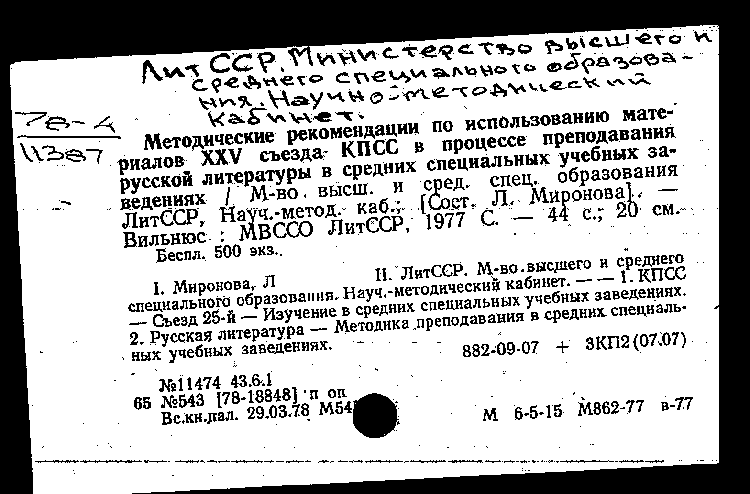 Лит ССР. Министерство высшего и
среднего специального образова-
ния. Научно-методический
кабинет.
78-4
11387
Методические рекомендации по использованию мате-
риалов XXV съезда КПСС в процессе преподавания
русской литературы в средних специальных учебных за-
ведениях / М-во высш. и сред. спец. образования
ЛитССР, Науч.-метод. каб.; [Сост. Л. Миронова]. —
Вильнюс : МВССО ЛитССР, 1977 С. — 44 с.; 20 см.
Беспл. 500 экз..
I. Миронова, Л II. ЛитССР. М-во высшего и среднего
специального образования. Науч.-методический кабинет. — — 1. КПСС
— Съезд 25-й — Изучение в средних специальных учебных заведениях.
2. Русская литература — Методика преподавания в средних специаль-
ных учебных заведениях.
882-09-07 + 3КП2(07.07)
№11474 43.6.1
65 №543 [78-18848] п оп
Вс.кн.пал. 29.03.78 М54
М 6-5-15 М862-77 в-77